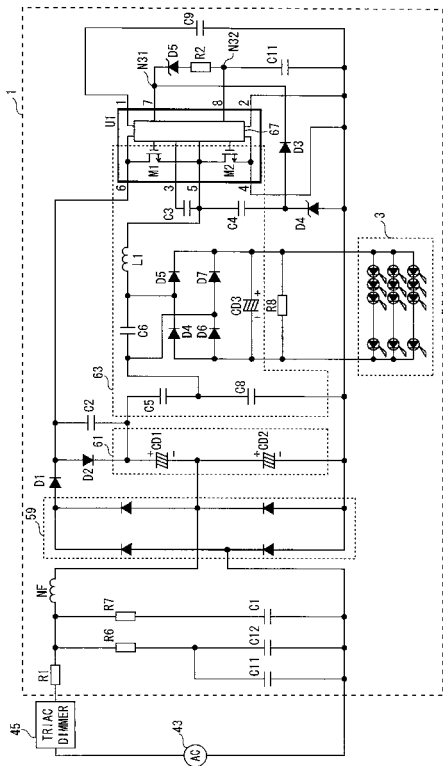 1
45
TRIAC
DIMMER
43
AC
R1
R6
R7
C11
C12
C1
NF
59
D1
D2
C2
61
+
CD1
-
+
CD2
-
63
C5
C8
C6
L1
D4
D5
D6
D7
CD3
+
-
R8
3
C3
C4
D4
D3
U1
6
3
5
4
M1
M2
1
7
8
2
67
N31
D5
R2
N32
C11
C9